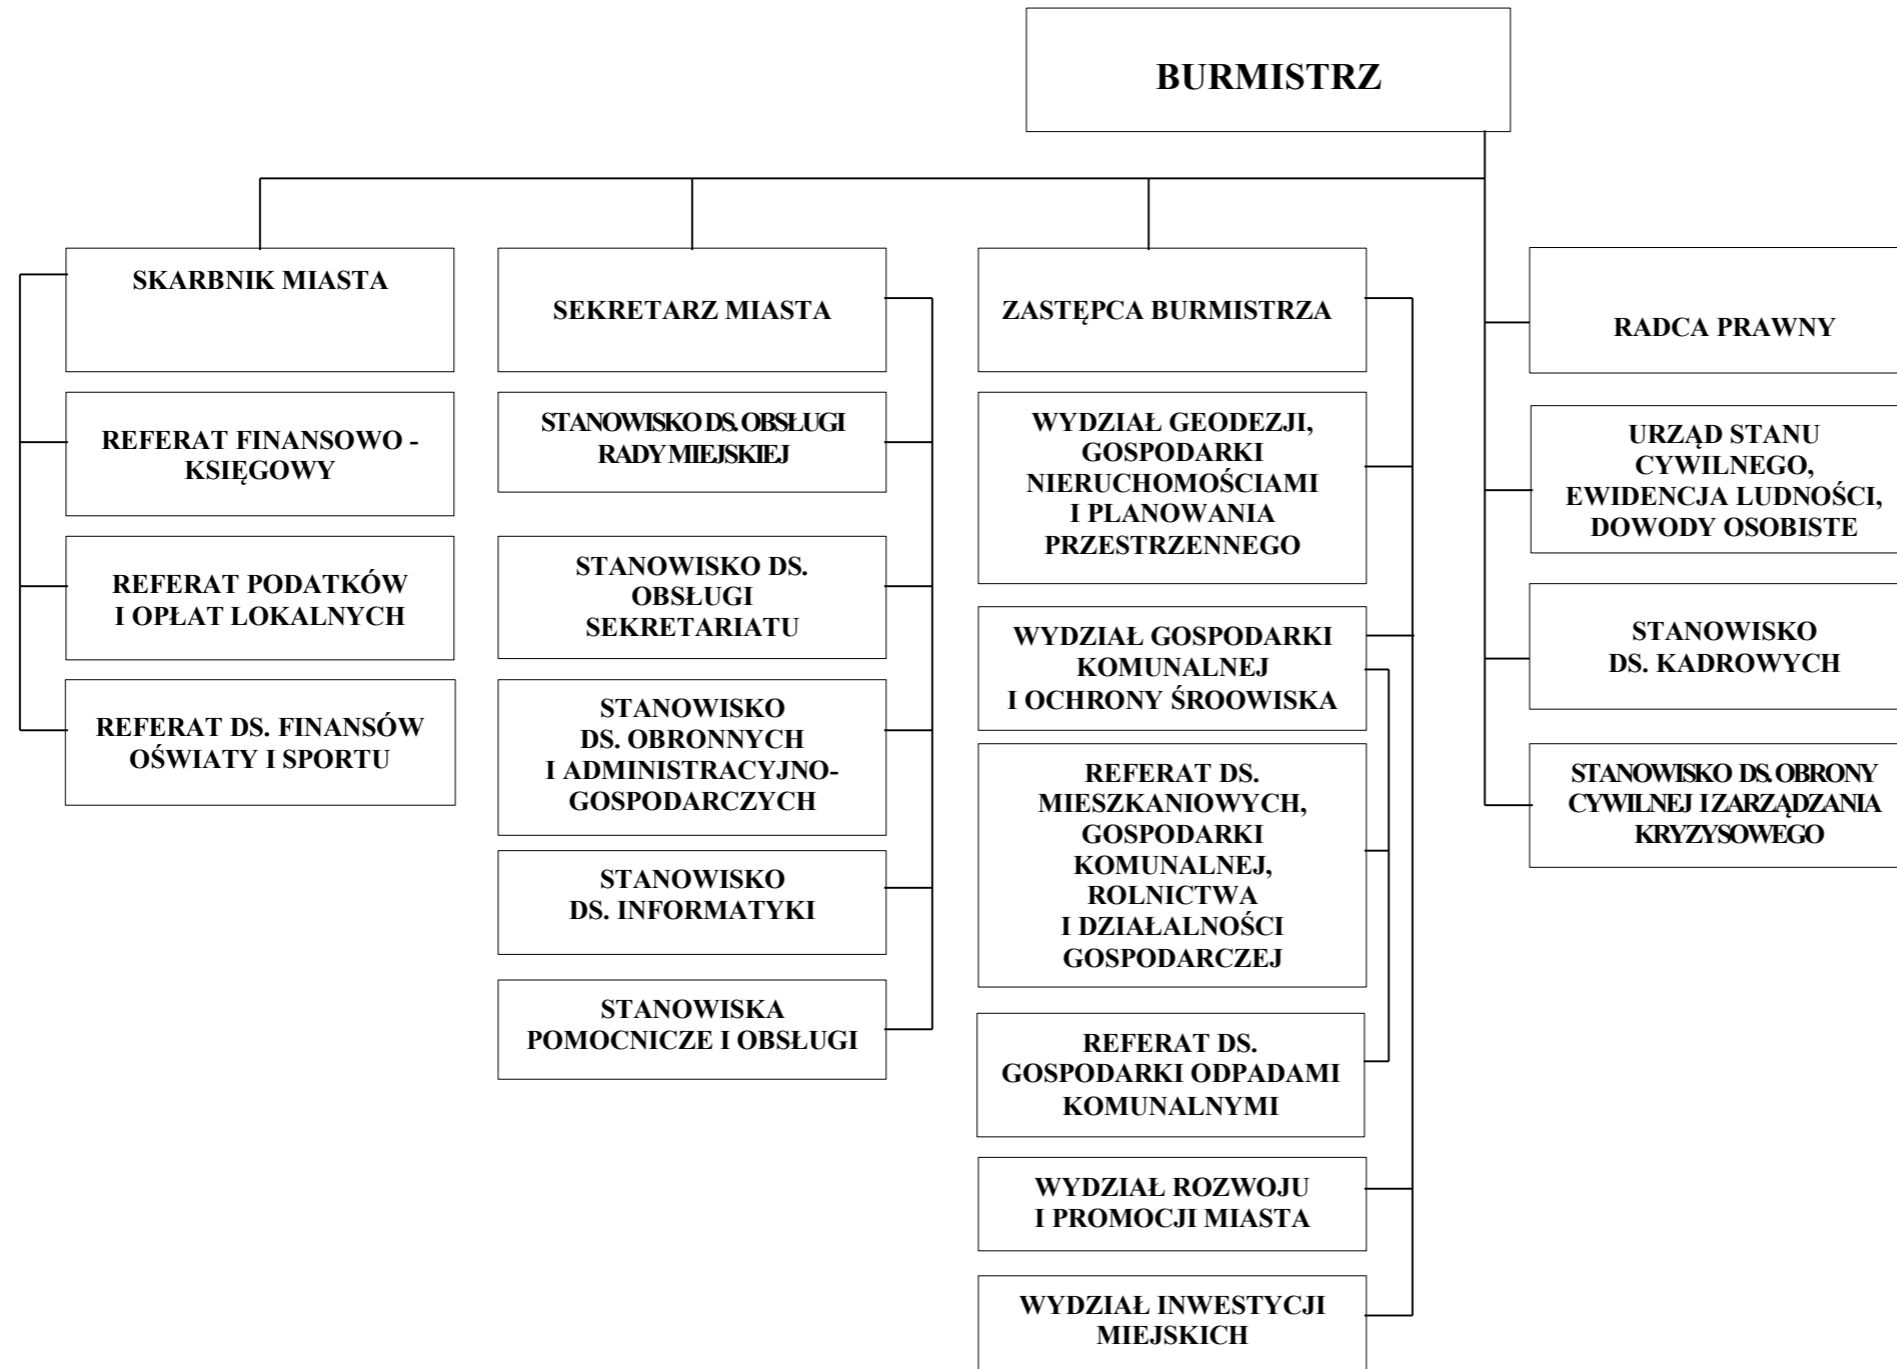 BURMISTRZ
SKARBNIK MIASTA
REFERAT FINANSOWO -
KSIĘGOWY
REFERAT PODATKÓW
I OPŁAT LOKALNYCH
REFERAT DS. FINANSÓW
OŚWIATY I SPORTU
SEKRETARZ MIASTA
STANOWISKO DS. OBSŁUGI
RADY MIEJSKIEJ
STANOWISKO DS.
OBSŁUGI
SEKRETARIATU
STANOWISKO
DS. OBRONNYCH
I ADMINISTRACYJNO-
GOSPODARCZYCH
STANOWISKO
DS. INFORMATYKI
STANOWISKA
POMOCNICZE I OBSŁUGI
ZASTĘPCA BURMISTRZA
WYDZIAŁ GEODEZJI,
GOSPODARKI
NIERUCHOMOŚCIAMI
I PLANOWANIA
PRZESTRZENNEGO
WYDZIAŁ GOSPODARKI
KOMUNALNEJ
I OCHRONY ŚROOWISKA
REFERAT DS.
MIESZKANIOWYCH,
GOSPODARKI
KOMUNALNEJ,
ROLNICTWA
I DZIAŁALNOŚCI
GOSPODARCZEJ
REFERAT DS.
GOSPODARKI ODPADAMI
KOMUNALNYMI
WYDZIAŁ ROZWOJU
I PROMOCJI MIASTA
WYDZIAŁ INWESTYCJI
MIEJSKICH
RADCA PRAWNY
URZĄD STANU
CYWILNEGO,
EWIDENCJA LUDNOŚCI,
DOWODY OSOBISTE
STANOWISKO
DS. KADROWYCH
STANOWISKO DS. OBRONY
CYWILNEJ I ZARZĄDZANIA
KRYZYSOWEGO